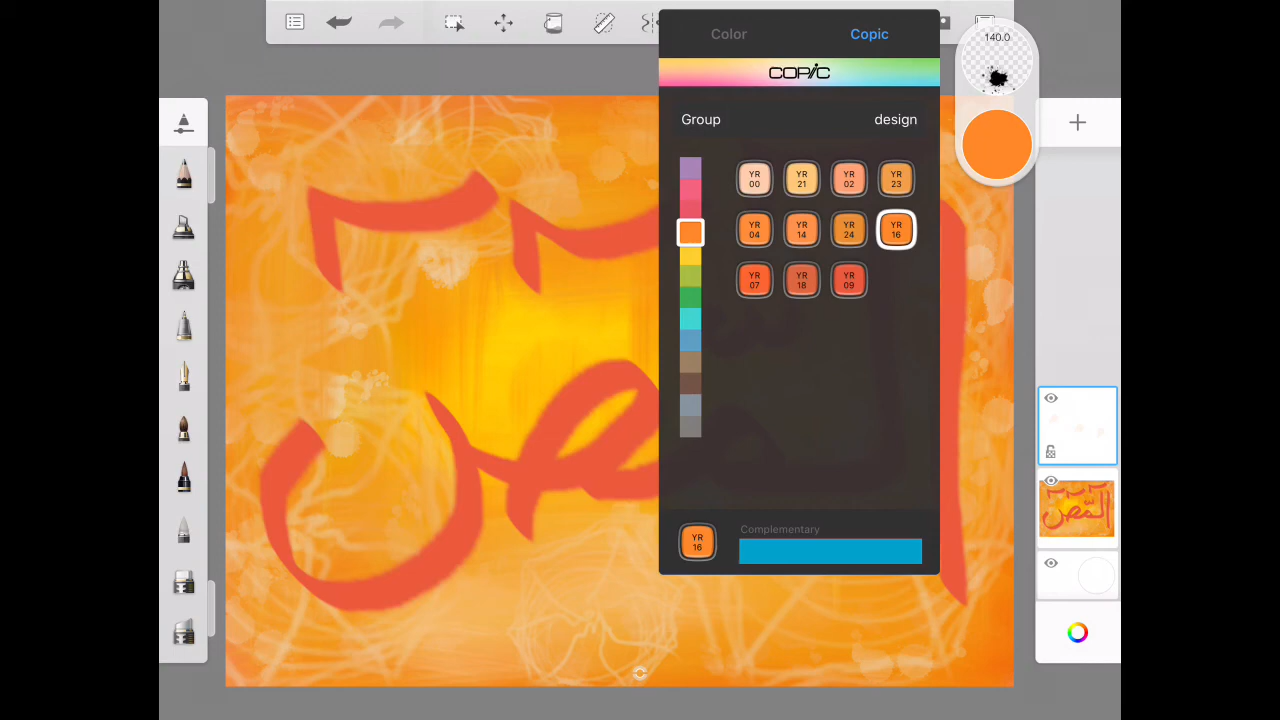 140.0
Color Copic
COPIC
Group design
YR 00 YR 21 YR 02 YR 23
YR 04 YR 14 YR 24 YR 16
YR 07 YR 18 YR 09
YR 16 Complementary